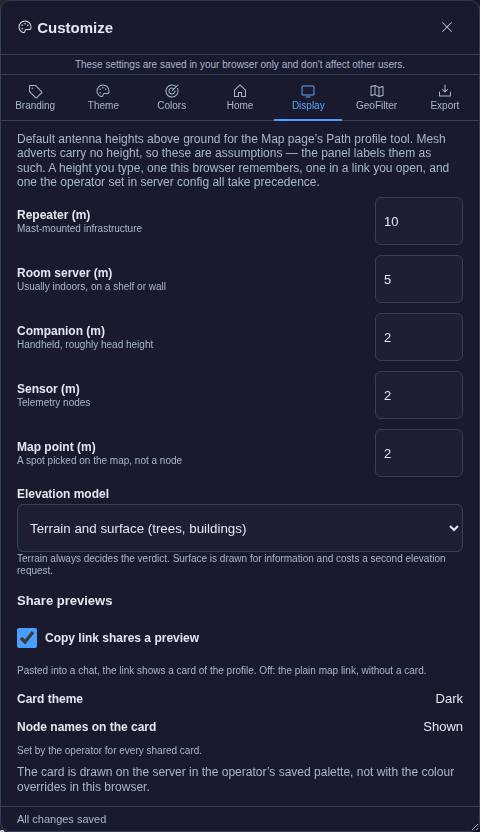 Customize
These settings are saved in your browser only and don't affect other users.
Branding
Theme
Colors
Home
Display
GeoFilter
Export
Default antenna heights above ground for the Map page's Path profile tool. Mesh
adverts carry no height, so these are assumptions — the panel labels them as
such. A height you type, one this browser remembers, one in a link you open, and
one the operator set in server config all take precedence.
Repeater (m)
Mast-mounted infrastructure
10
Room server (m)
Usually indoors, on a shelf or wall
5
Companion (m)
Handheld, roughly head height
2
Sensor (m)
Telemetry nodes
2
Map point (m)
A spot picked on the map, not a node
2
Elevation model
Terrain and surface (trees, buildings)
Terrain always decides the verdict. Surface is drawn for information and costs a second elevation
request.
Share previews
Copy link shares a preview
Pasted into a chat, the link shows a card of the profile. Off: the plain map link, without a card.
Card theme
Dark
Node names on the card
Shown
Set by the operator for every shared card.
The card is drawn on the server in the operator’s saved palette, not with the colour
overrides in this browser.
All changes saved